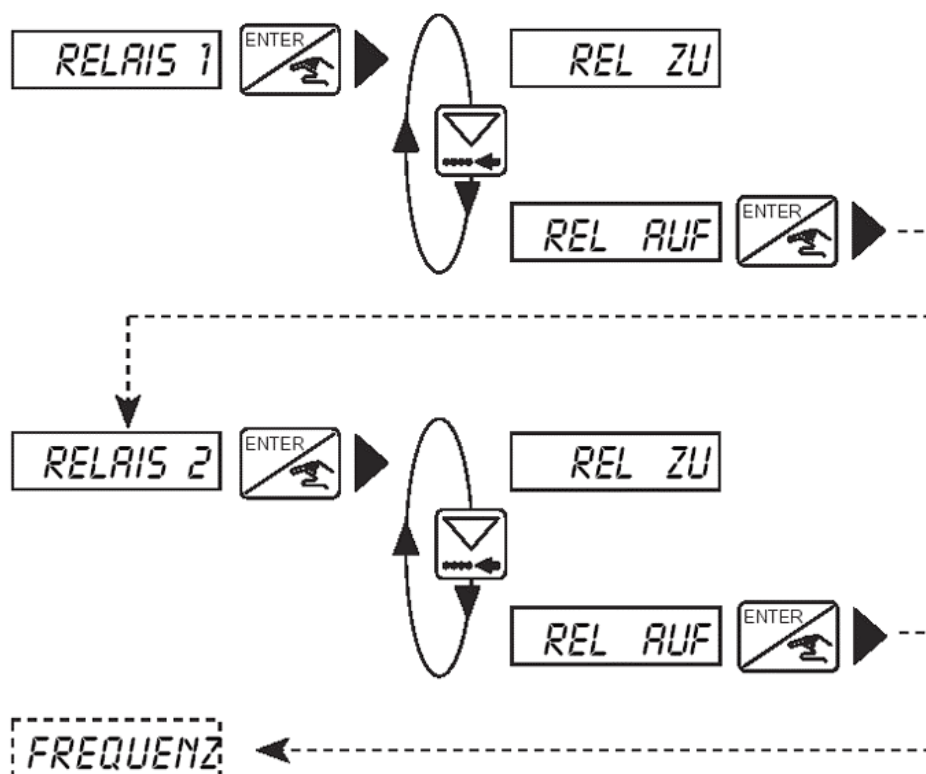 RELAIS 1
ENTER
REL ZU
REL AUF
ENTER
RELAIS 2
ENTER
REL ZU
REL AUF
ENTER
FREQUENZ